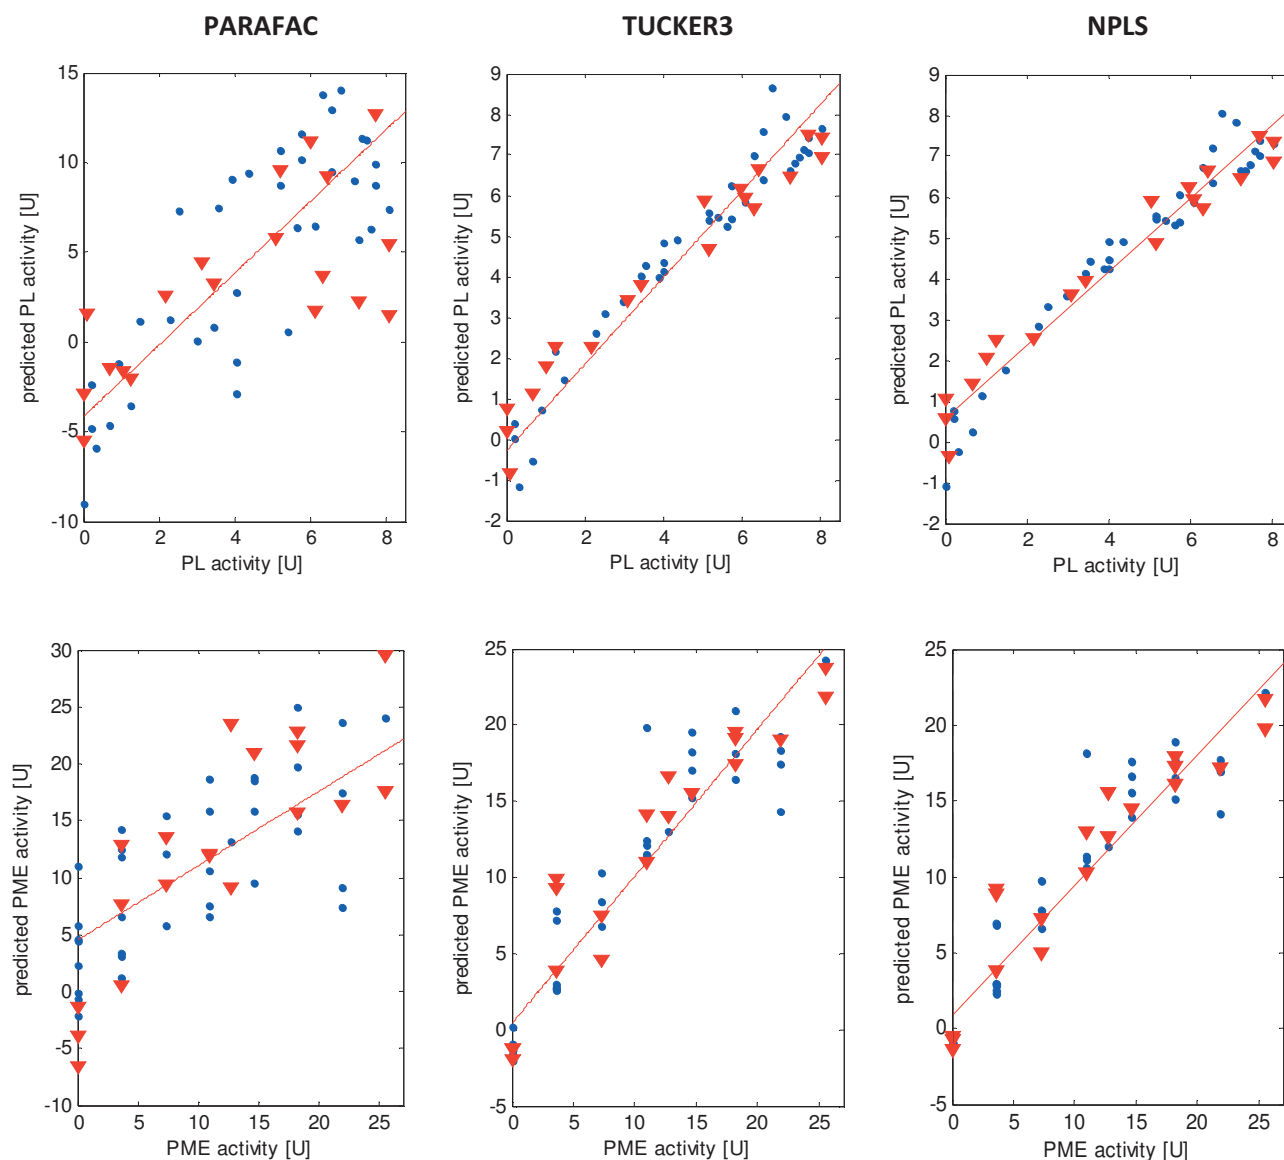 PARAFAC TUCKER3 NPLS
15
10
5
0
-5
-10
0 2 4 6 8
predicted PL activity [U]
PL activity [U]
9
8
7
6
5
4
3
2
1
0
-1
-2
0 2 4 6 8
predicted PL activity [U]
PL activity [U]
9
8
7
6
5
4
3
2
1
0
-1
-2
0 2 4 6 8
predicted PL activity [U]
PL activity [U]
30
25
20
15
10
5
0
-5
-10
0 5 10 15 20 25
predicted PME activity [U]
PME activity [U]
25
20
15
10
5
0
-5
0 5 10 15 20 25
predicted PME activity [U]
PME activity [U]
25
20
15
10
5
0
-5
0 5 10 15 20 25
predicted PME activity [U]
PME activity [U]